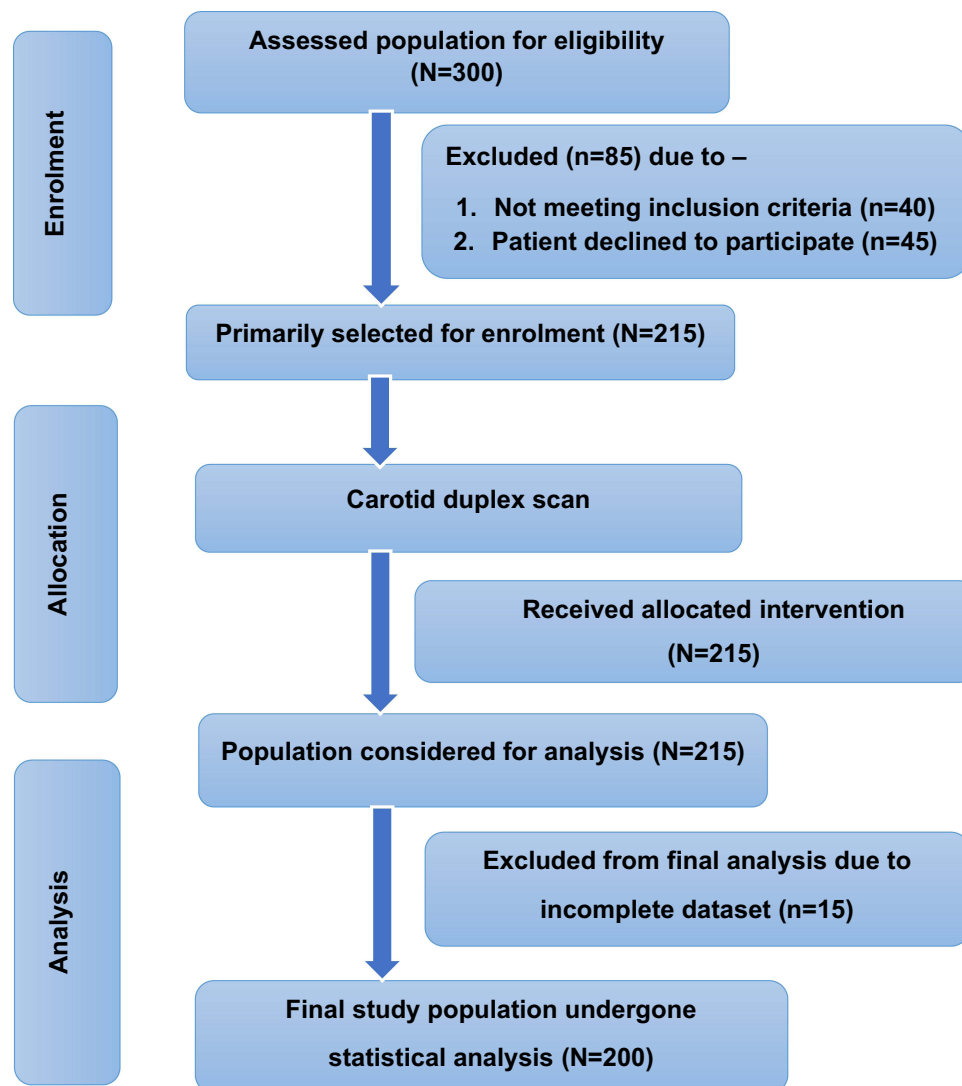 Enrolment
Assessed population for eligibility
(N=300)
Excluded (n=85) due to –
1. Not meeting inclusion criteria (n=40)
2. Patient declined to participate (n=45)
Primarily selected for enrolment (N=215)
Allocation
Carotid duplex scan
Received allocated intervention
(N=215)
Population considered for analysis (N=215)
Analysis
Excluded from final analysis due to
incomplete dataset (n=15)
Final study population undergone
statistical analysis (N=200)